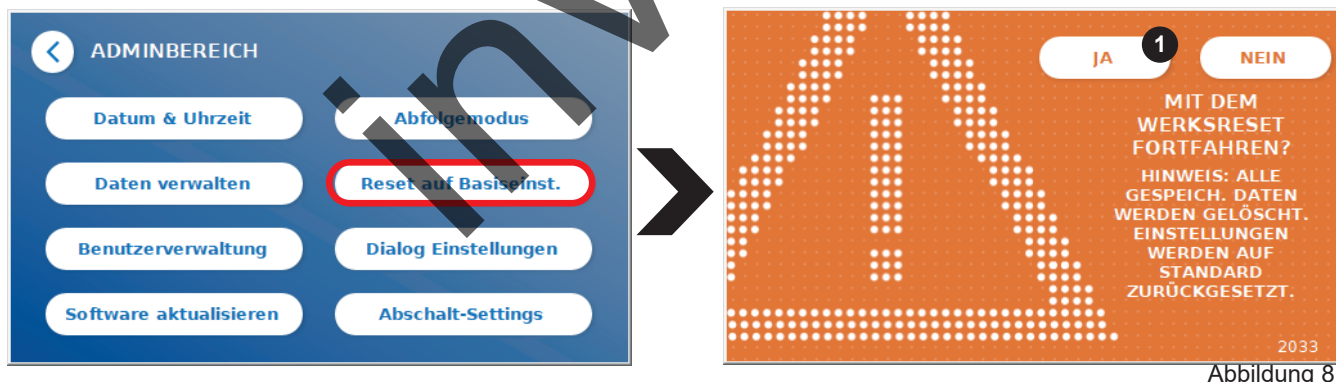 ADMINBEREICH
Datum & Uhrzeit
Abfolgemodus
Daten verwalten
Reset auf Basiseinst.
Benutzerverwaltung
Dialog Einstellungen
Software aktualisieren
Abschalt-Settings
JA
1
NEIN
MIT DEM
WERKSRESET
FORTFAHREN?
HINWEIS: ALLE
GESPEICH. DATEN
WERDEN GELÖSCHT.
EINSTELLUNGEN
WERDEN AUF
STANDARD
ZURÜCKGESETZT.
2033
Abbildung 8